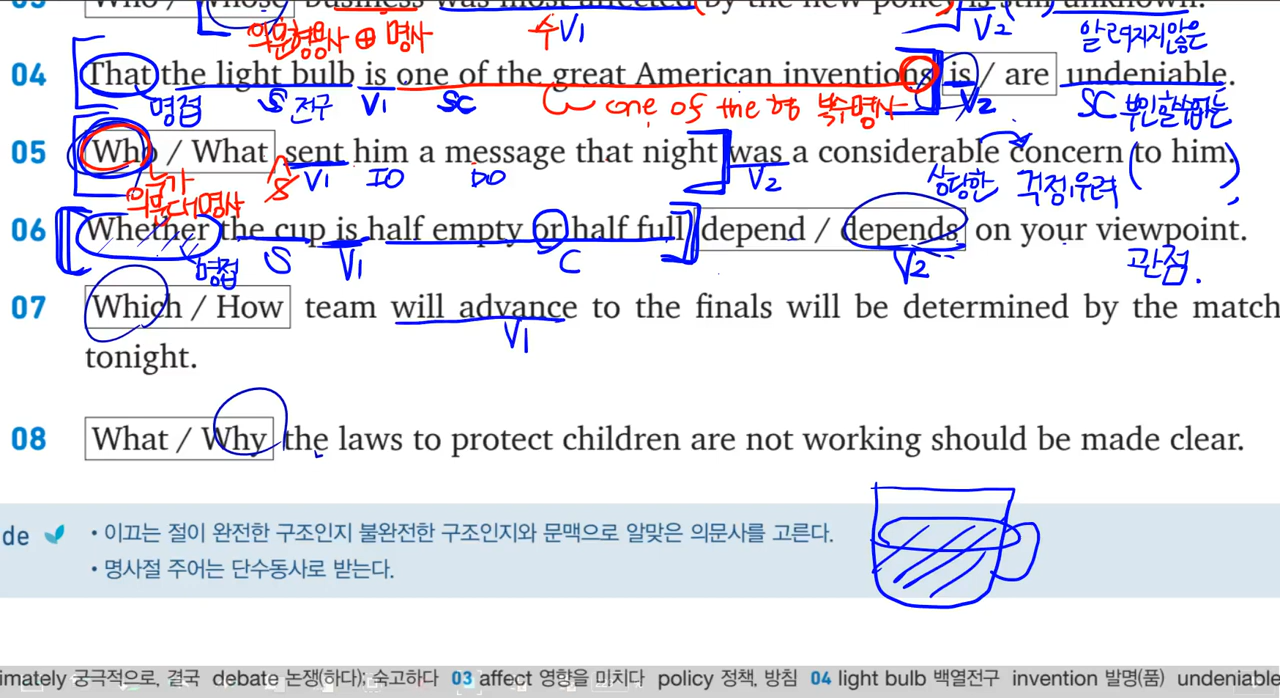 Who / Whose business was most affected by the new policy is still unknown.
의문형용사 ⊕ 명사 수V1 V2 알려지지않은
04 That the light bulb is one of the great American inventions is / are undeniable.
명접 S 전구 V1 SC one of the 형 복수명사 V2 SC 부인할수없는
05 Who / What sent him a message that night was a considerable concern (to him.)
누가 의문대명사 S V1 IO DO V2 상당한 걱정,우려
06 Whether the cup is half empty or half full depend / depends on your viewpoint.
명접 S V1 C V2 관점.
07 Which / How team will advance to the finals will be determined by the match
V1
tonight.
08 What / Why the laws to protect children are not working should be made clear.
de • 이끄는 절이 완전한 구조인지 불완전한 구조인지와 문맥으로 알맞은 의문사를 고른다.
• 명사절 주어는 단수동사로 받는다.
imately 궁극적으로, 결국 debate 논쟁(하다); 숙고하다 03 affect 영향을 미치다 policy 정책, 방침 04 light bulb 백열전구 invention 발명(품) undeniable